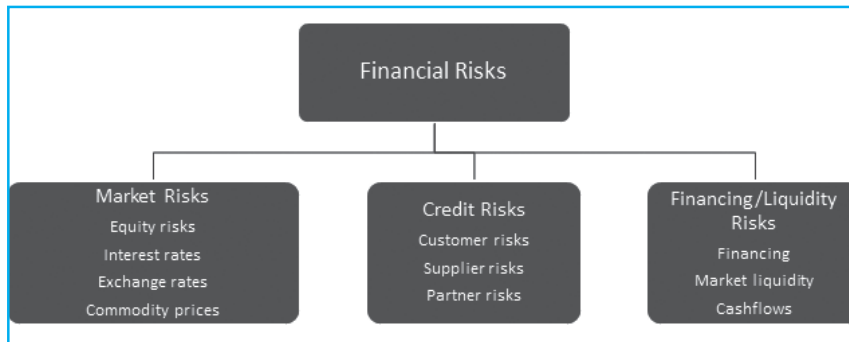 Financial Risks
Market Risks
Equity risks
Interest rates
Exchange rates
Commodity prices
Credit Risks
Customer risks
Supplier risks
Partner risks
Financing/Liquidity
Risks
Financing
Market liquidity
Cashflows